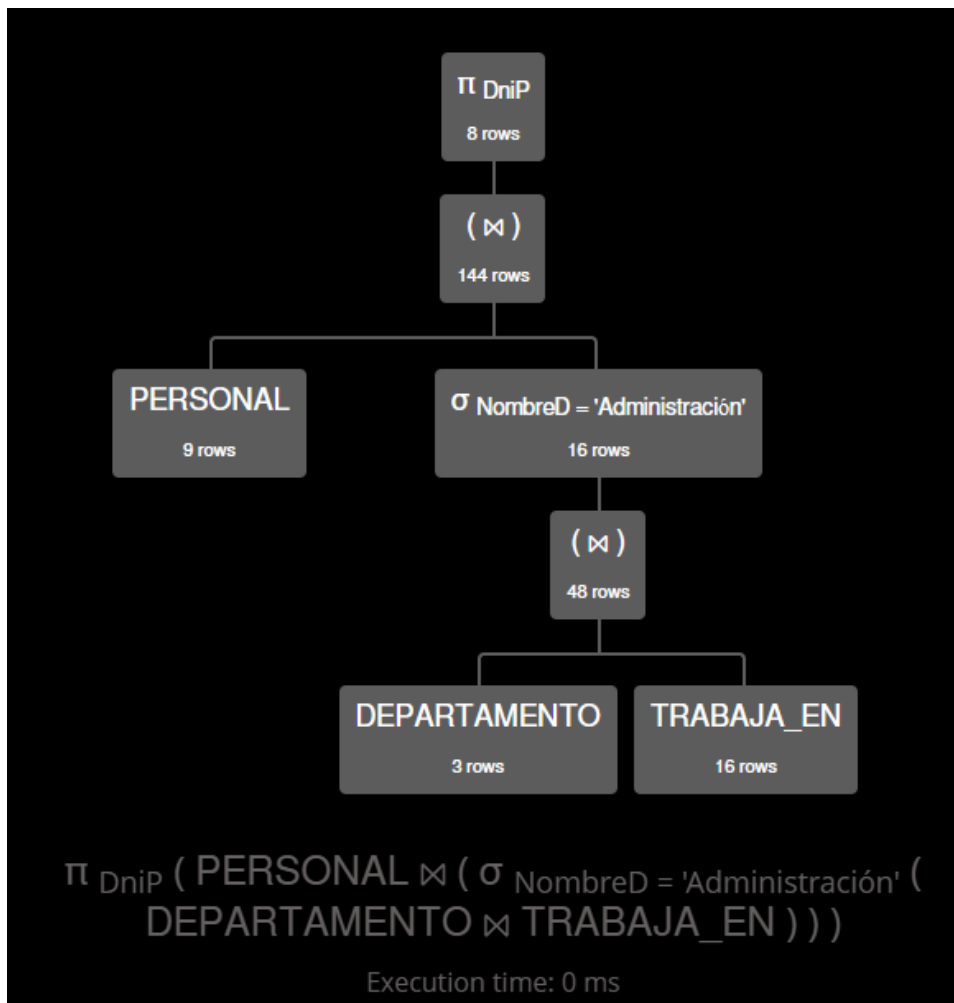 π DniP
8 rows
( ⋈ )
144 rows
PERSONAL
9 rows
σ NombreD = 'Administración'
16 rows
( ⋈ )
48 rows
DEPARTAMENTO
3 rows
TRABAJA_EN
16 rows
π DniP ( PERSONAL ⋈ ( σ NombreD = 'Administración' (
DEPARTAMENTO ⋈ TRABAJA_EN ) ) )
Execution time: 0 ms